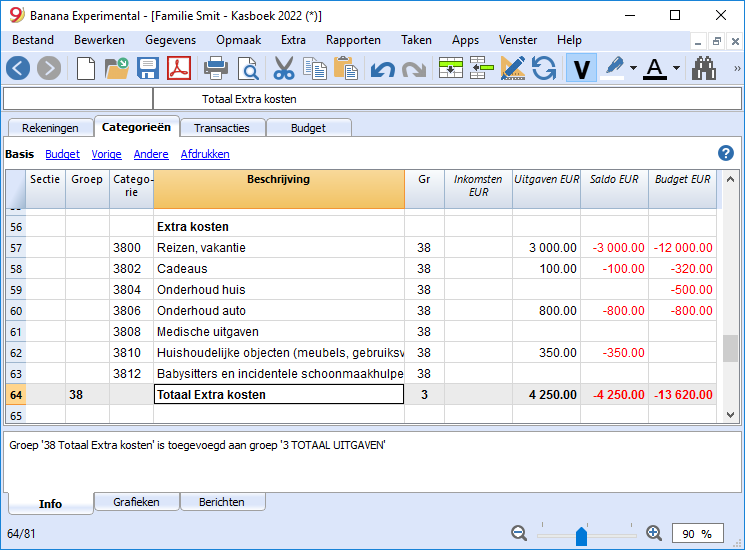 Banana Experimental - [Familie Smit - Kasboek 2022 (*)]
Bestand Bewerken Gegevens Opmaak Extra Rapporten Taken Apps Venster Help
V A
Totaal Extra kosten
Rekeningen Categorieën Transacties Budget
Basis Budget Vorige Andere Afdrukken
Sectie Groep Catego- Beschrijving Gr Inkomsten Uitgaven EUR Saldo EUR Budget EUR
rie EUR
56 Extra kosten
57 3800 Reizen, vakantie 38 3 000.00 -3 000.00 -12 000.00
58 3802 Cadeaus 38 100.00 -100.00 -320.00
59 3804 Onderhoud huis 38 -500.00
60 3806 Onderhoud auto 38 800.00 -800.00 -800.00
61 3808 Medische uitgaven 38
62 3810 Huishoudelijke objecten (meubels, gebruiksv 38 350.00 -350.00
63 3812 Babysitters en incidentele schoonmaakhulpe 38
64 38 Totaal Extra kosten 3 4 250.00 -4 250.00 -13 620.00
65
Groep '38 Totaal Extra kosten' is toegevoegd aan groep '3 TOTAAL UITGAVEN'
Info Grafieken Berichten
64/81 90 %